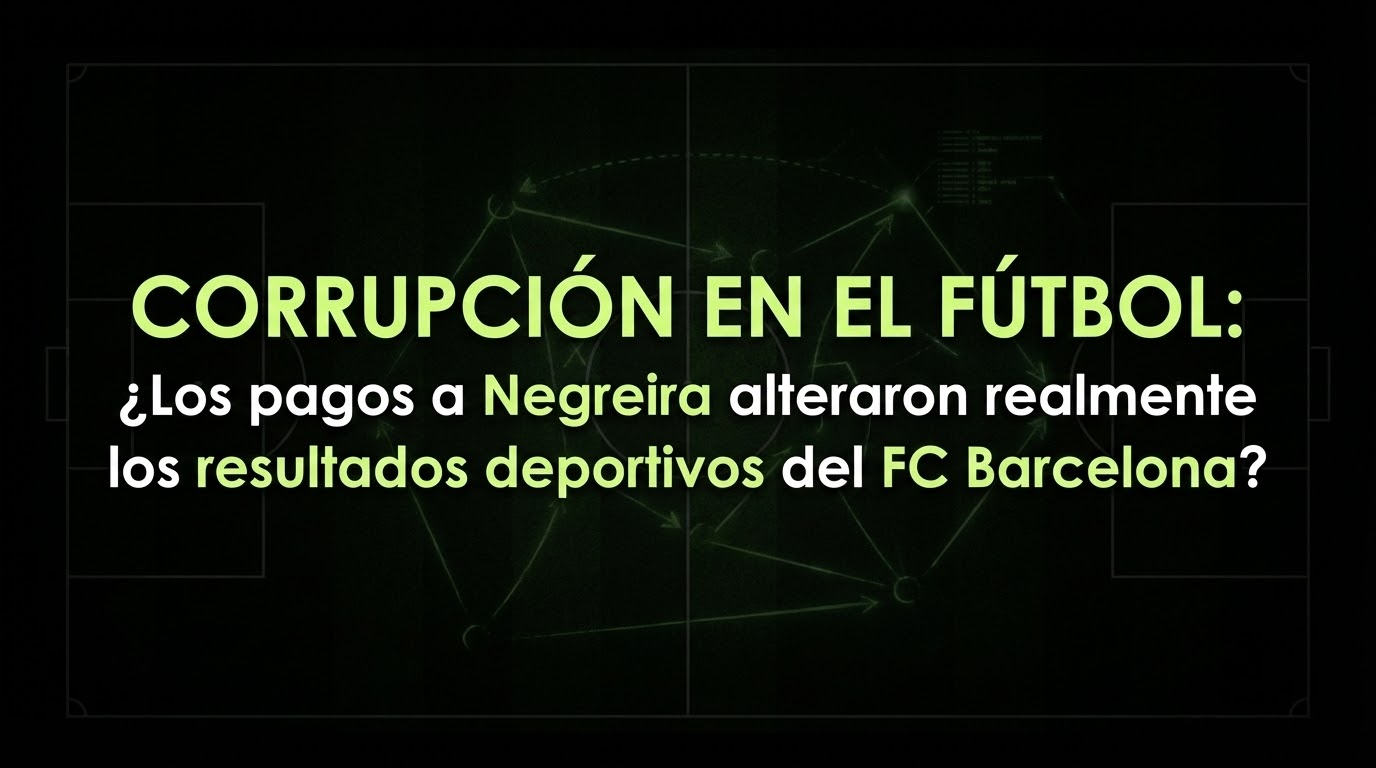 CORRUPCIÓN EN EL FÚTBOL:
¿Los pagos a Negreira alteraron realmente
los resultados deportivos del FC Barcelona?